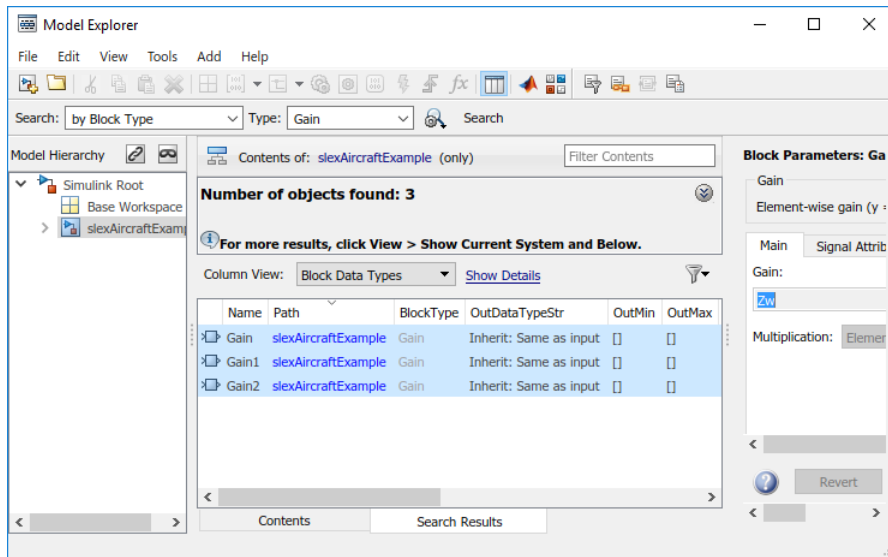 Model Explorer
File Edit View Tools Add Help
fx
Search: by Block Type Type: Gain Search
Model Hierarchy
Simulink Root
Base Workspace
slexAircraftExamp
Contents of: slexAircraftExample (only) Filter Contents
Number of objects found: 3
For more results, click View > Show Current System and Below.
Column View: Block Data Types Show Details
Name Path BlockType OutDataTypeStr OutMin OutMax
Gain slexAircraftExample Gain Inherit: Same as input [] []
Gain1 slexAircraftExample Gain Inherit: Same as input [] []
Gain2 slexAircraftExample Gain Inherit: Same as input [] []
Contents Search Results
Block Parameters: Ga
Gain
Element-wise gain (y =
Main Signal Attrib
Gain:
Zw
Multiplication: Elemer
Revert